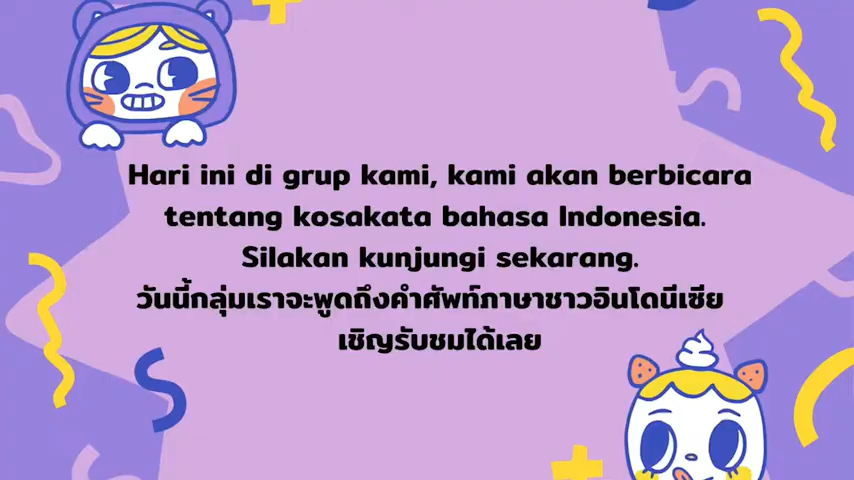 Hari ini di grup kami, kami akan berbicara
tentang kosakata bahasa Indonesia.
Silakan kunjungi sekarang.
วันนี้กลุ่มเราจะพูดถึงคำศัพท์ภาษาชาวอินโดนีเซีย
เชิญรับชมได้เลย